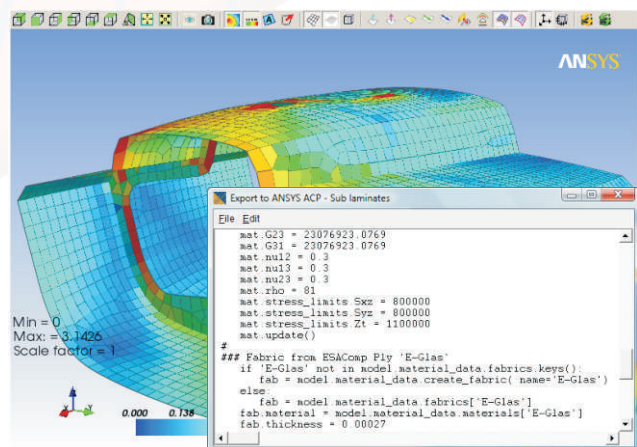 ANSYS
Export to ANSYS ACP - Sub laminates
File Edit
mat.G23 = 23076923.0769
mat.G31 = 23076923.0769
mat.nu12 = 0.3
mat.nu13 = 0.3
mat.nu23 = 0.3
mat.rho = 81
mat.stress_limits.Sxz = 800000
mat.stress_limits.Syz = 800000
mat.stress_limits.Zt = 1100000
mat.update()
#
### Fabric from ESAComp Ply 'E-Glas'
if 'E-Glas' not in model.material_data.fabrics.keys():
fab = model.material_data.create_fabric( name='E-Glas')
else:
fab = model.material_data.fabrics['E-Glas']
fab.material = model.material_data.materials['E-Glas']
fab.thickness = 0.00027
Min = 0
Max: = 3.1426
Scale factor = 1
0.000 0.138